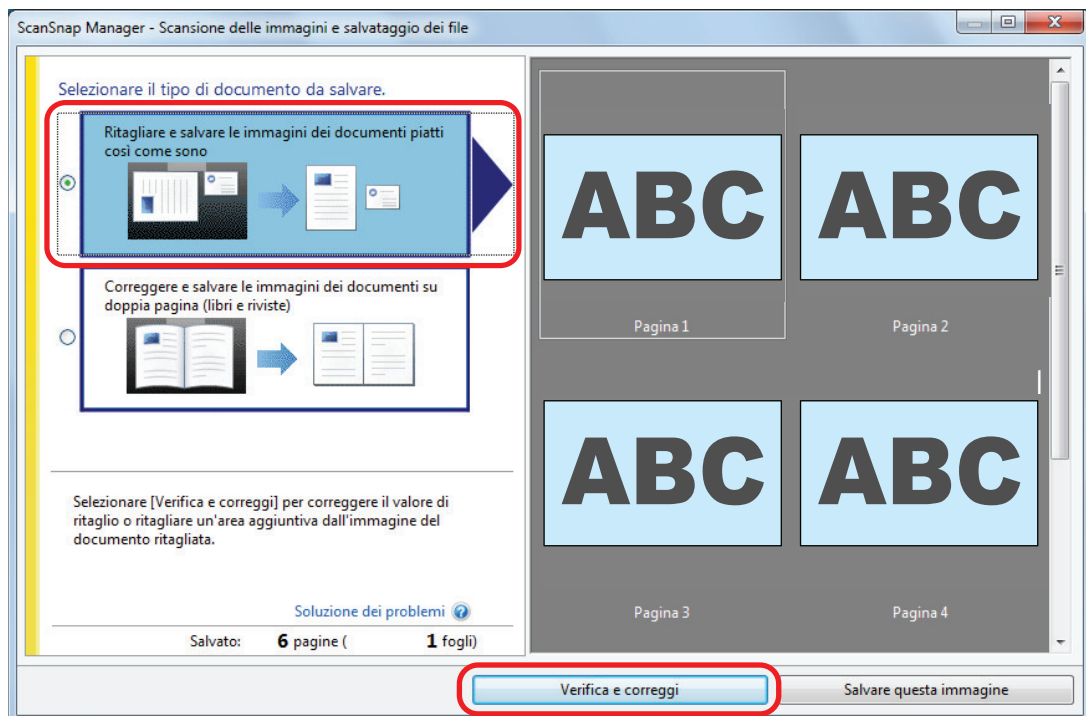 ScanSnap Manager - Scansione delle immagini e salvataggio dei file
Selezionare il tipo di documento da salvare.
Ritagliare e salvare le immagini dei documenti piatti
così come sono
Correggere e salvare le immagini dei documenti su
doppia pagina (libri e riviste)
Selezionare [Verifica e correggi] per correggere il valore di
ritaglio o ritagliare un'area aggiuntiva dall'immagine del
documento ritagliata.
Soluzione dei problemi ?
Salvato: 6 pagine ( 1 fogli)
ABC ABC
Pagina 1 Pagina 2
ABC ABC
Pagina 3 Pagina 4
Verifica e correggi Salvare questa immagine